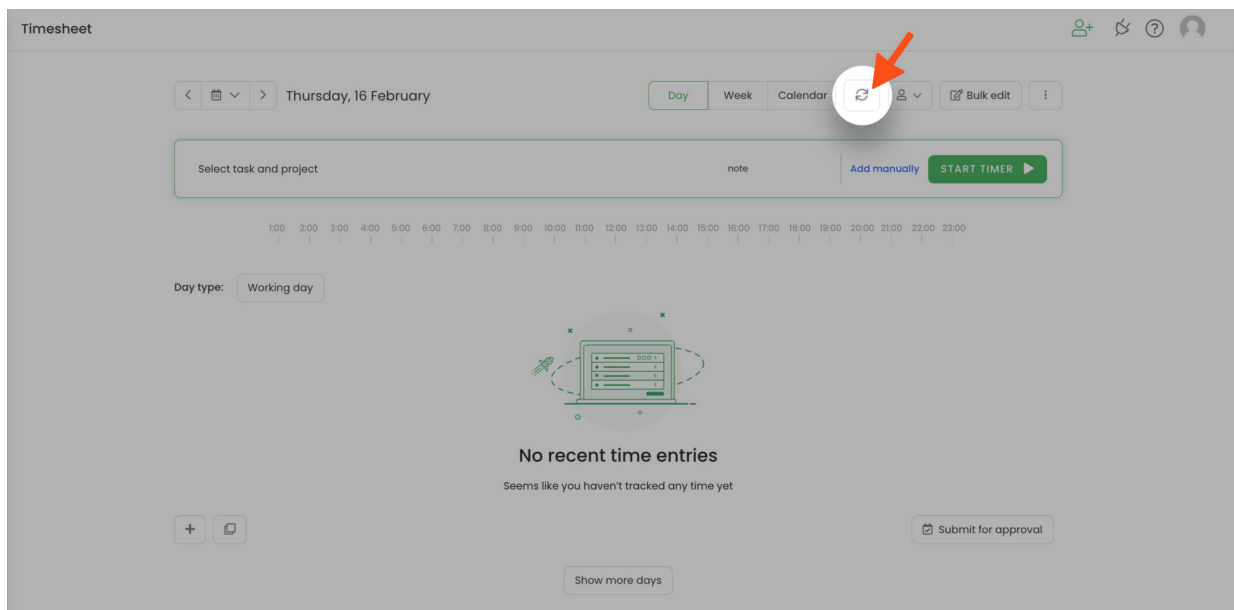 Timesheet
Thursday, 16 February
Day Week Calendar
Bulk edit
Select task and project
note
Add manually
START TIMER
1:00 2:00 3:00 4:00 5:00 6:00 7:00 8:00 9:00 10:00 11:00 12:00 13:00 14:00 15:00 16:00 17:00 18:00 19:00 20:00 21:00 22:00 23:00
Day type: Working day
No recent time entries
Seems like you haven't tracked any time yet
Submit for approval
Show more days